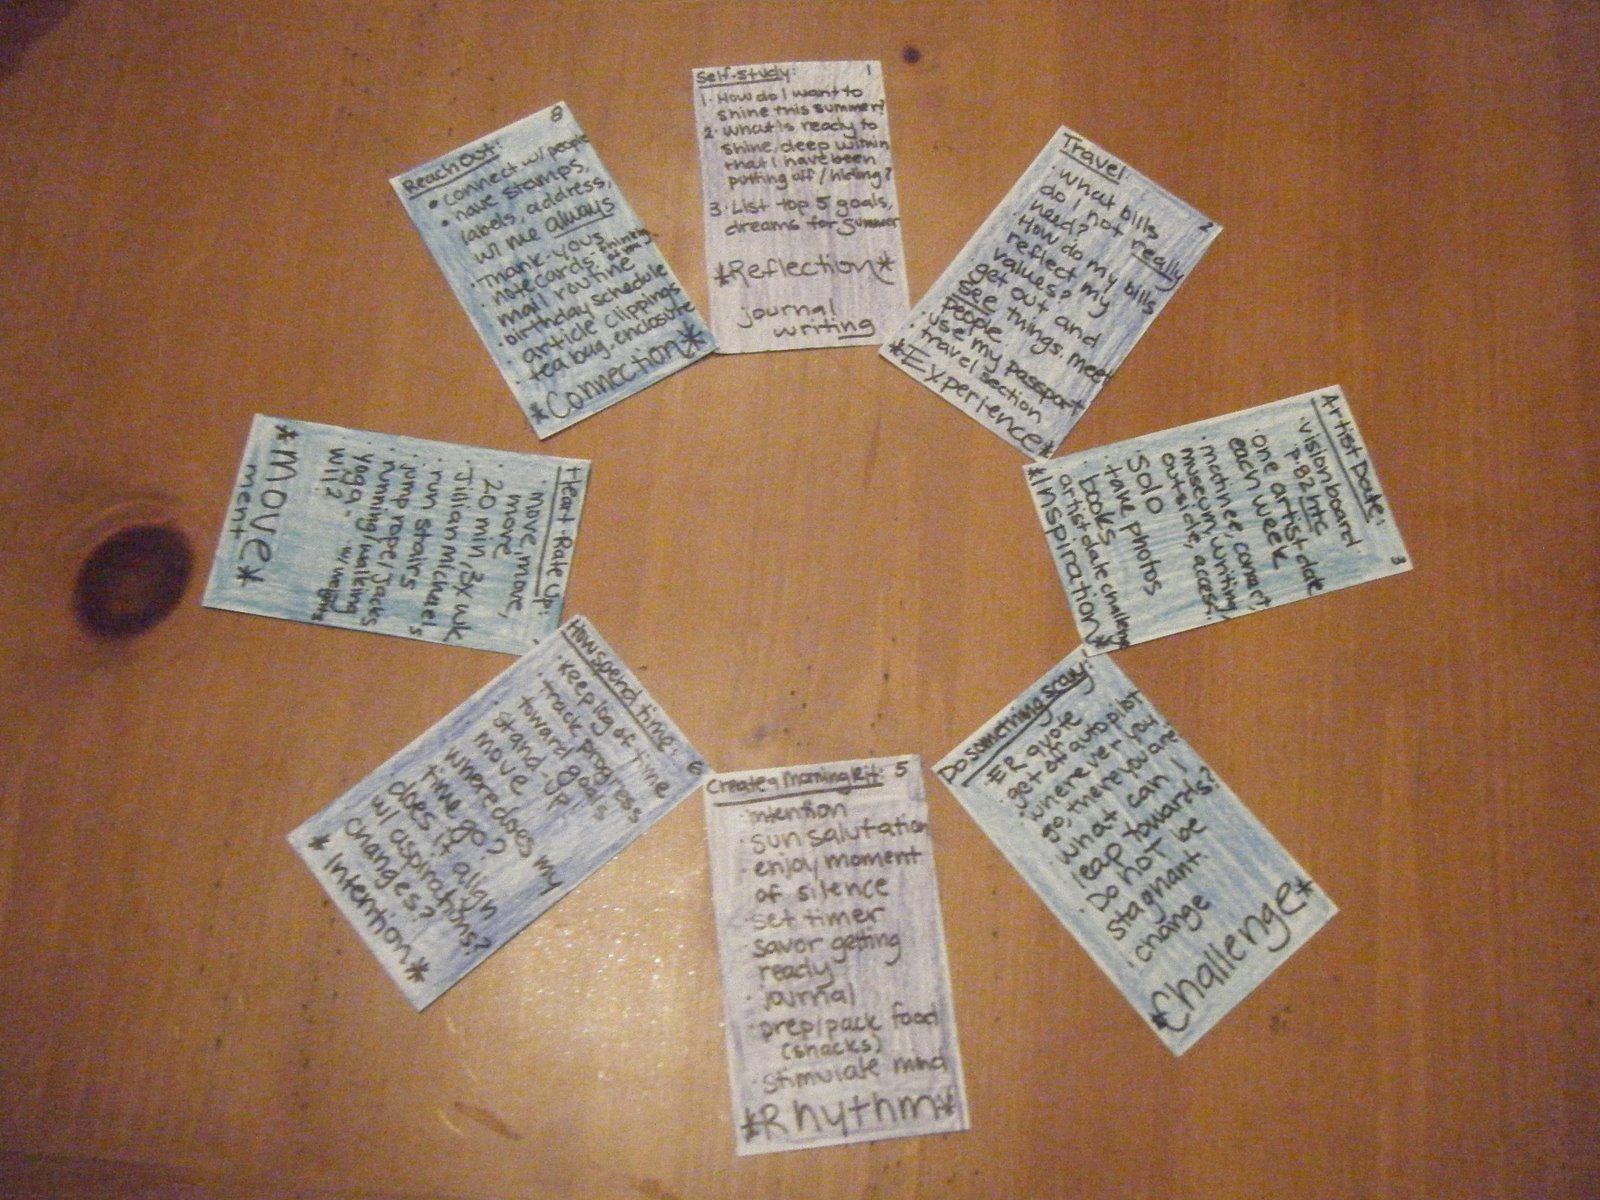 Self-study: 1
1. How do I want to
shine this summer?
2. what is ready to
shine, deep within
that I have been
putting off / hiding?
3. List top 5 goals,
dreams for summer
*Reflection*
journal
writing
Travel 2
· what bills
do I not really
need?
· How do my bills
reflect my
values?
· get out and
see things. meet
people
· use my passport
· travel section
*Experience*
Artist Date: 3
· vision board
p.82 HTC
· one artist date
each week
· matinee, concert,
museum, writing,
outside, access.
Solo
· take photos
· books
· artist date challenge
*Inspiration*
Do something scary:
· ER quote
· get off autopilot
· wherever you
go, there you are
· what can I
leap towards?
· Do not be
stagnant.
· change
*Challenge*
Create a Morning Rit: 5
· intention
· sun salutation
· enjoy moment
of silence
· set timer
· savor getting
ready
· journal
· prep/pack food
(snacks)
· stimulate mind
*Rhythm*
How spend time: 6
· keep log of time
· track progress
toward goals
· stand-up!
move
· where does my
time go?
does it align
w/ aspirations?
changes?
*Intention*
Heart-Rate Up:
· move, move,
move
· 20 min, 3x wk
· Jillian Michaels
· run stairs
· jump rope/jacks
· running/walking
yoga - w/ weights
· Wii?
*move*
ment
Reach out: 8
• connect w/ people
· have stamps,
labels, address,
w/ me always
· Thank-yous
· notecards-thinking of you
· mail routine
· birthday schedule
· article clippings
· tea bag enclosure
*Connection*